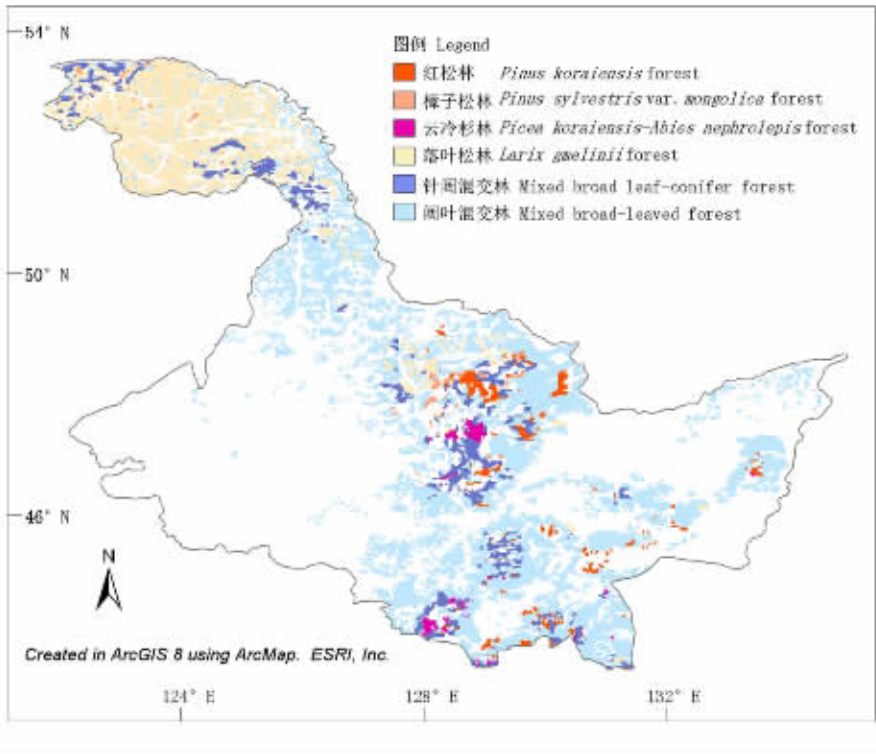 54° N
图例 Legend
红松林 Pinus koraiensis forest
樟子松林 Pinus sylvestris var. mongolica forest
云冷杉林 Picea koraiensis-Abies nephrolepis forest
落叶松林 Larix gmelinii forest
针阔混交林 Mixed broad leaf-conifer forest
阔叶混交林 Mixed broad-leaved forest
50° N
46° N
N
Created in ArcGIS 8 using ArcMap. ESRI, Inc.
124° E
128° E
132° E